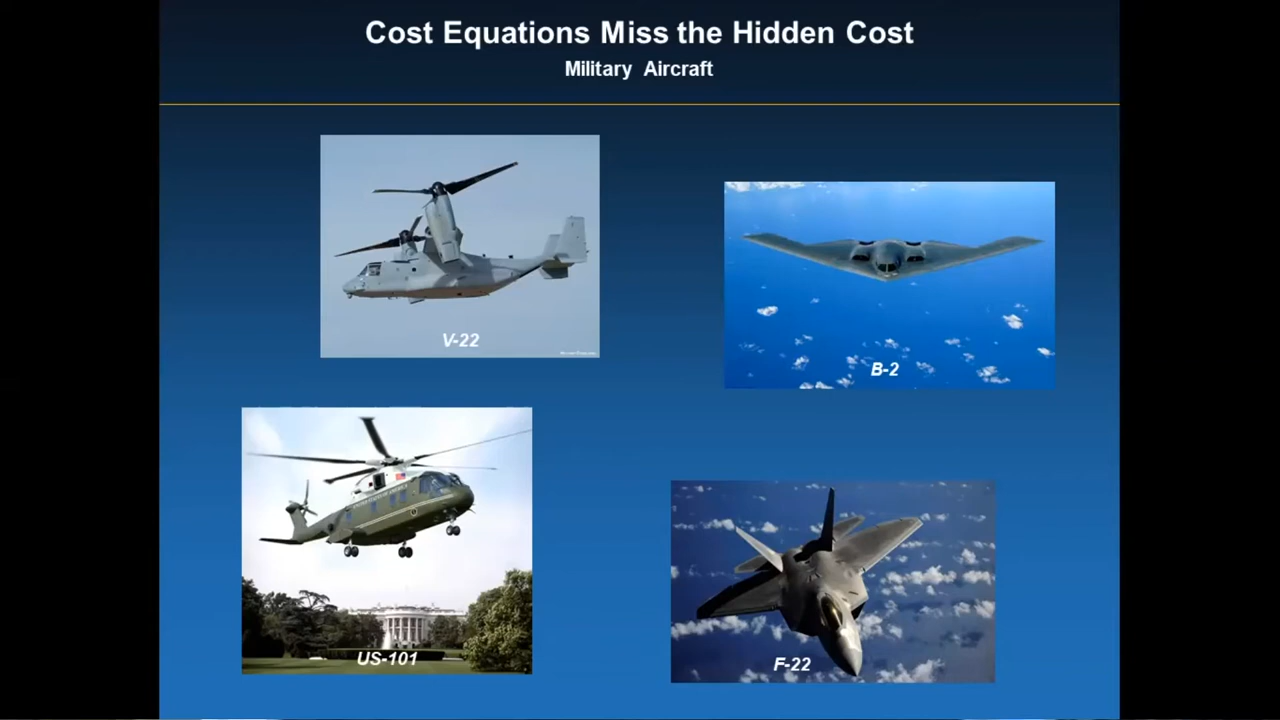 Cost Equations Miss the Hidden Cost
Military Aircraft
V-22
B-2
US-101
F-22